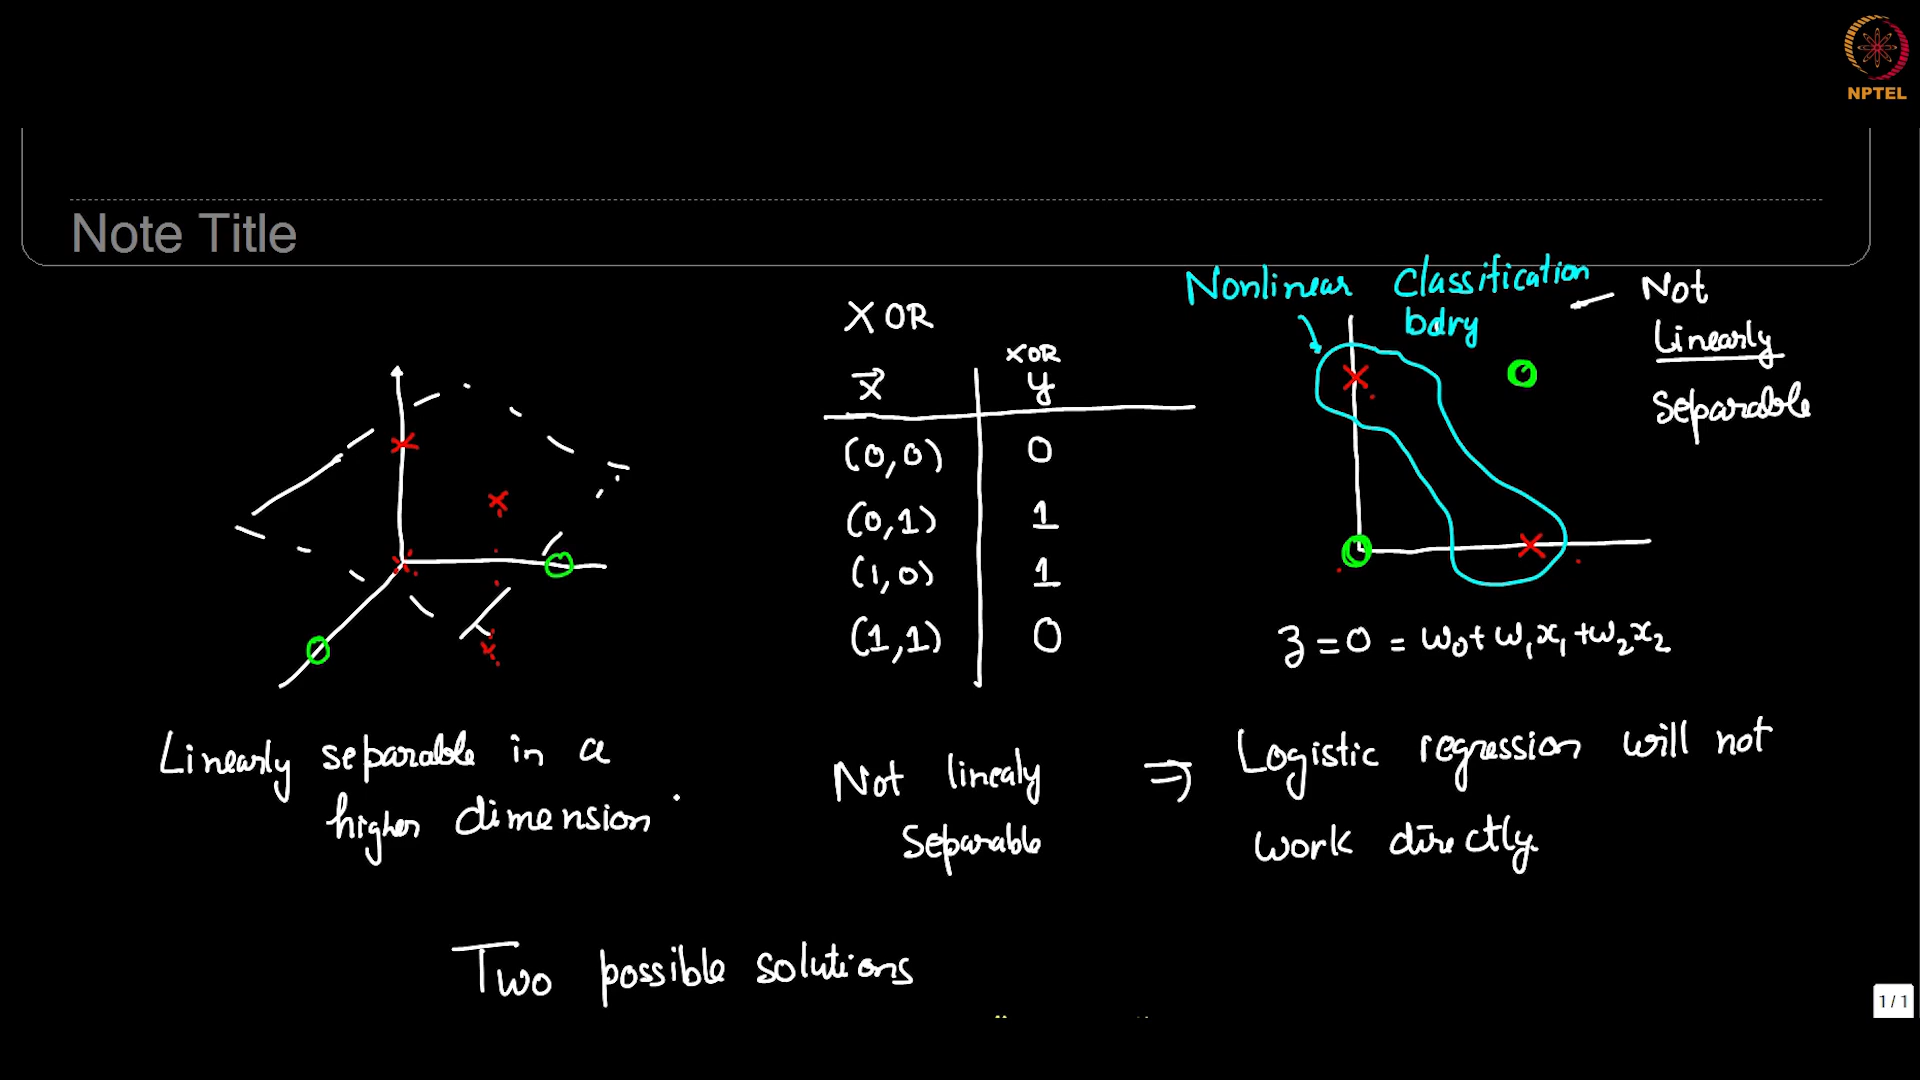 NPTEL
Note Title
XOR
x⃗ | XOR y
(0,0) 0
(0,1) 1
(1,0) 1
(1,1) 0
Nonlinear Classification
bdry
Not
Linearly
Separable
z = 0 = w₀+ w₁x₁+w₂x₂
Linearly separable in a
higher dimension
Not linealy
Separable
⇒ Logistic regression will not
work directly.
Two possible solutions
1 / 1